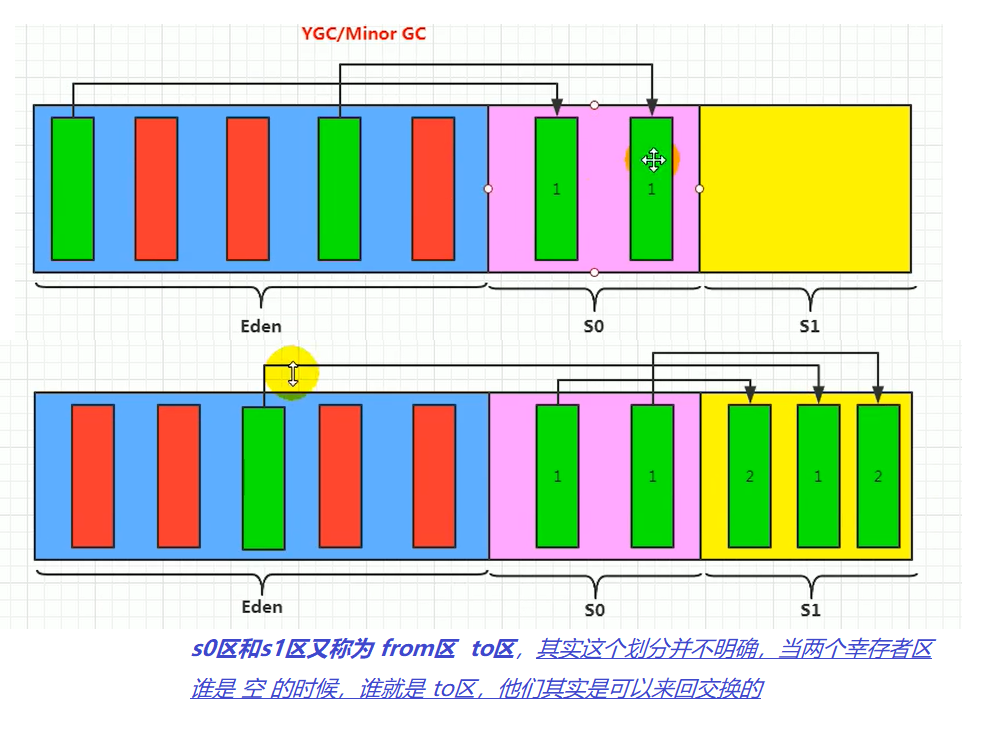 YGC/Minor GC
1 1
Eden S0 S1
1 1 2 1 2
Eden S0 S1
s0区和s1区又称为 from区 to区，其实这个划分并不明确，当两个幸存者区
谁是 空 的时候，谁就是 to区，他们其实是可以来回交换的